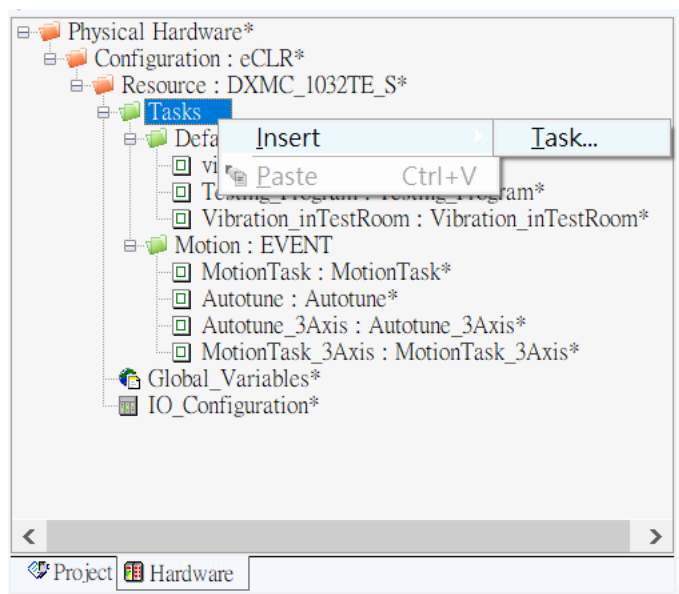 Physical Hardware*
Configuration : eCLR*
Resource : DXMC_1032TE_S*
Tasks
Insert
Task...
Paste Ctrl+V
Vibration_inTestRoom : Vibration_inTestRoom*
Motion : EVENT
MotionTask : MotionTask*
Autotune : Autotune*
Autotune_3Axis : Autotune_3Axis*
MotionTask_3Axis : MotionTask_3Axis*
Global_Variables*
IO_Configuration*
Project
Hardware